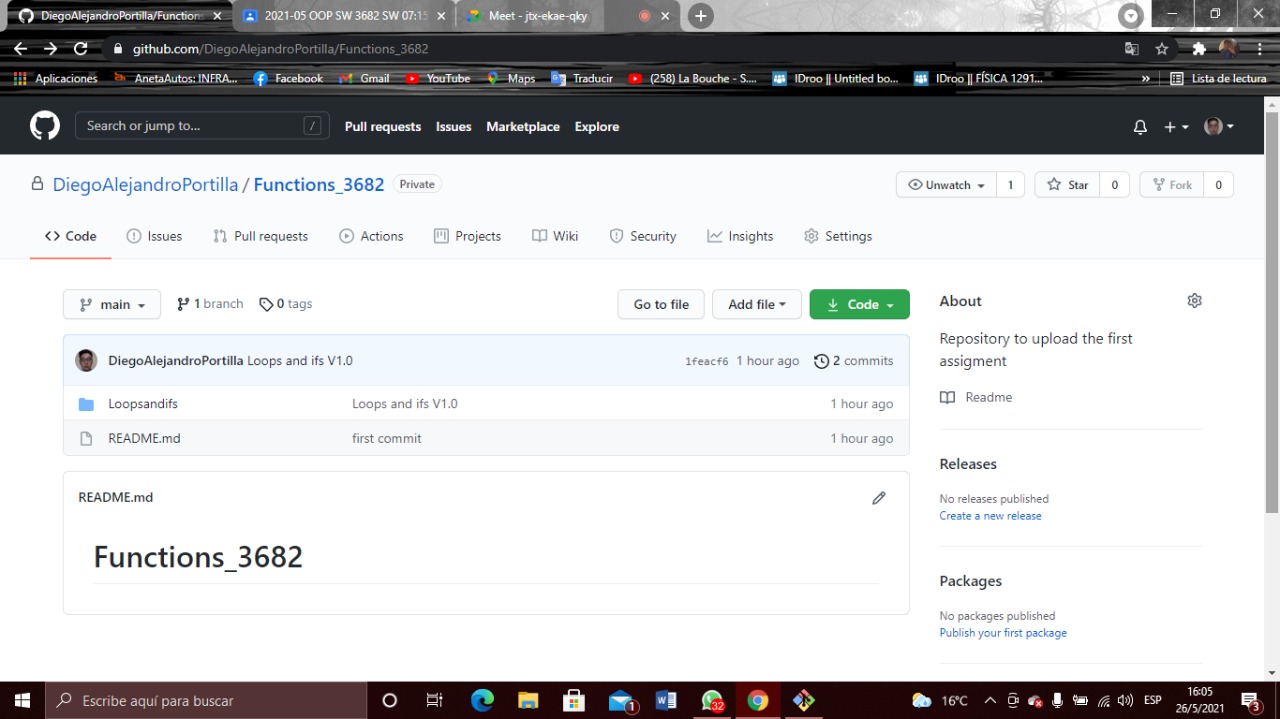 DiegoAlejandroPortilla/Function
2021-05 OOP SW 3682 SW 07:15
Meet - jtx-ekae-qky
github.com/DiegoAlejandroPortilla/Functions_3682
Aplicaciones
AnetaAutos: INFRA...
Facebook
Gmail
YouTube
Maps
Traducir
(258) La Bouche - S....
IDroo || Untitled bo...
IDroo || FÍSICA 1291...
»
Lista de lectura
Search or jump to...
/
Pull requests
Issues
Marketplace
Explore
DiegoAlejandroPortilla / Functions_3682
Private
Unwatch
1
Star
0
Fork
0
Code
Issues
Pull requests
Actions
Projects
Wiki
Security
Insights
Settings
main
1 branch
0 tags
Go to file
Add file
Code
DiegoAlejandroPortilla Loops and ifs V1.0
1feacf6 1 hour ago
2 commits
Loopsandifs
Loops and ifs V1.0
1 hour ago
README.md
first commit
1 hour ago
README.md
Functions_3682
About
Repository to upload the first
assigment
Readme
Releases
No releases published
Create a new release
Packages
No packages published
Publish your first package
Escribe aquí para buscar
1
32
16°C
ESP
16:05
26/5/2021
3